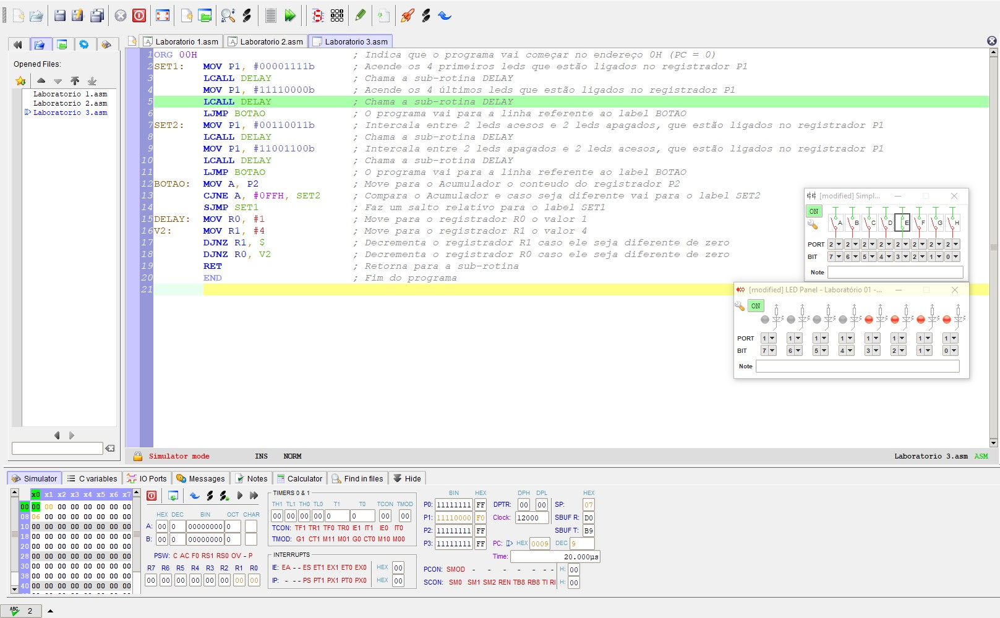 Laboratorio 1.asm Laboratorio 2.asm Laboratorio 3.asm
Opened Files:
Laboratorio 1.asm
Laboratorio 2.asm
Laboratorio 3.asm
1 ORG 00H ; Indica que o programa vai começar no endereço 0H (PC = 0)
2 SET1: MOV P1, #00001111b ; Acende os 4 primeiros leds que estão ligados no registrador P1
3 LCALL DELAY ; Chama a sub-rotina DELAY
4 MOV P1, #11110000b ; Acende os 4 últimos leds que estão ligados no registrador P1
5 LCALL DELAY ; Chama a sub-rotina DELAY
6 LJMP BOTAO ; O programa vai para a linha referente ao label BOTAO
7 SET2: MOV P1, #00110011b ; Intercala entre 2 leds acesos e 2 leds apagados, que estão ligados no registrador P1
8 LCALL DELAY ; Chama a sub-rotina DELAY
9 MOV P1, #11001100b ; Intercala entre 2 leds apagados e 2 leds acesos, que estão ligados no registrador P1
10 LCALL DELAY ; Chama a sub-rotina DELAY
11 LJMP BOTAO ; O programa vai para a linha referente ao label BOTAO
12 BOTAO: MOV A, P2 ; Move para o Acumulador o conteudo do registrador P2
13 CJNE A, #0FFH, SET2 ; Compara o Acumulador e caso seja diferente vai para o label SET2
14 SJMP SET1 ; Faz um salto relativo para o label SET1
15 DELAY: MOV R0, #1 ; Move para o registrador R0 o valor 1
16 V2: MOV R1, #4 ; Move para o registrador R1 o valor 4
17 DJNZ R1, $ ; Decrementa o registrador R1 caso ele seja diferente de zero
18 DJNZ R0, V2 ; Decrementa o registrador R0 caso ele seja diferente de zero
19 RET ; Retorna para a sub-rotina
20 END ; Fim do programa
21
[modified] Simpl...
ON A B C D E F G H
PORT 2 2 2 2 2 2 2 2
BIT 7 6 5 4 3 2 1 0
Note
[modified] LED Panel - Laboratório 01 -...
ON
PORT 1 1 1 1 1 1 1 1
BIT 7 6 5 4 3 2 1 0
Note
Simulator mode INS NORM Laboratorio 3.asm ASM
Simulator C variables IO Ports Messages Notes Calculator Find in files Hide
x0 x1 x2 x3 x4 x5 x6 x7
00 00 00 00 00 00 00 00 00
08 06 00 00 00 00 00 00 00
10 00 00 00 00 00 00 00 00
18 00 00 00 00 00 00 00 00
20 00 00 00 00 00 00 00 00
28 00 00 00 00 00 00 00 00
30 00 00 00 00 00 00 00 00
38 00 00 00 00 00 00 00 00
40 00 00 00 00 00 00 00 00
HEX DEC BIN OCT CHAR
A: 00 0 00000000 0
B: 00 0 00000000 0
PSW: C AC F0 RS1 RS0 OV - P
R7 R6 R5 R4 R3 R2 R1 R0
00 00 00 00 00 00 00 00
TIMERS 0 & 1
TH1 TL1 TH0 TL0 T1 T0 TCON TMOD
00 00 00 00 0 0 00 00
TCON: TF1 TR1 TF0 TR0 IE1 IT1 IE0 IT0
TMOD: G1 CT1 M11 M01 G0 CT0 M10 M00
INTERRUPTS
IE: EA - - ES ET1 EX1 ET0 EX0 HEX 00
IP: - - - PS PT1 PX1 PT0 PX0 HEX 00
BIN HEX
P0: 11111111 FF
P1: 11110000 F0
P2: 11111111 FF
P3: 11111111 FF
DPH DPL HEX
DPTR: 00 00 SP: 07
Clock: 12000 SBUF R: D0
SBUF T: B9
PC: HEX 0009 DEC 9
Time: 20.000µs
PCON: SMOD - - - - - - - H: 00
SCON: SM0 SM1 SM2 REN TB8 RB8 TI RI H: 00
ABC 2